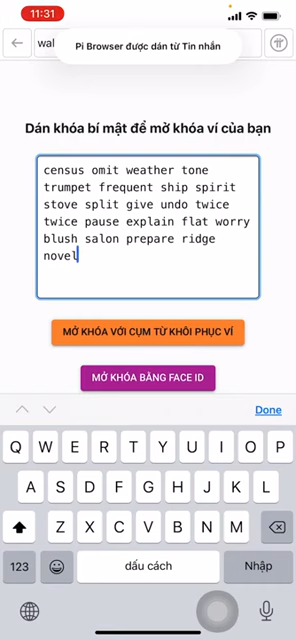 11:31
wal
Pi Browser được dán từ Tin nhắn
Dán khóa bí mật để mở khóa ví của bạn
census omit weather tone
trumpet frequent ship spirit
stove split give undo twice
twice pause explain flat worry
blush salon prepare ridge
novel
MỞ KHÓA VỚI CỤM TỪ KHÔI PHỤC VÍ
MỞ KHÓA BẰNG FACE ID
Done
Q W E R T Y U I O P
A S D F G H J K L
Z X C V B N M
123 dấu cách Nhập